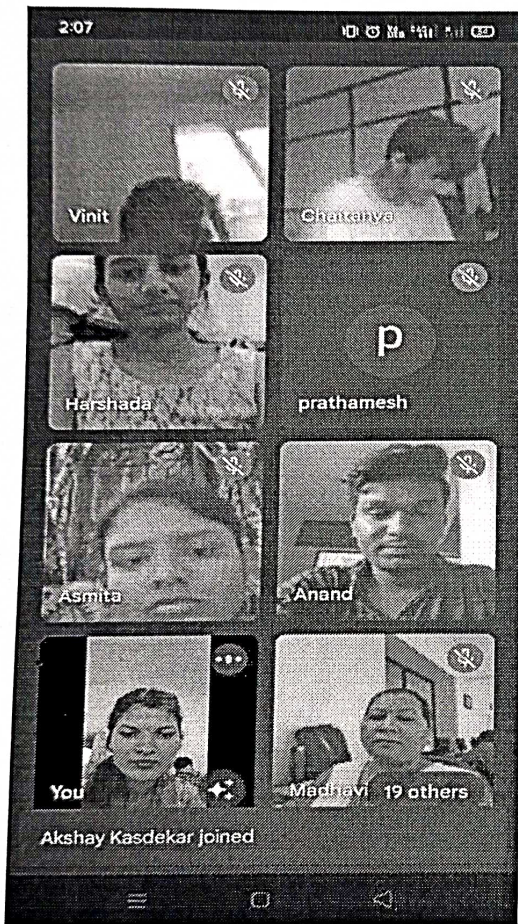 2:07
Vinit
Chaitanya
Harshada
P
prathamesh
Asmita
Anand
You
Madhavi 19 others
Akshay Kasdekar joined